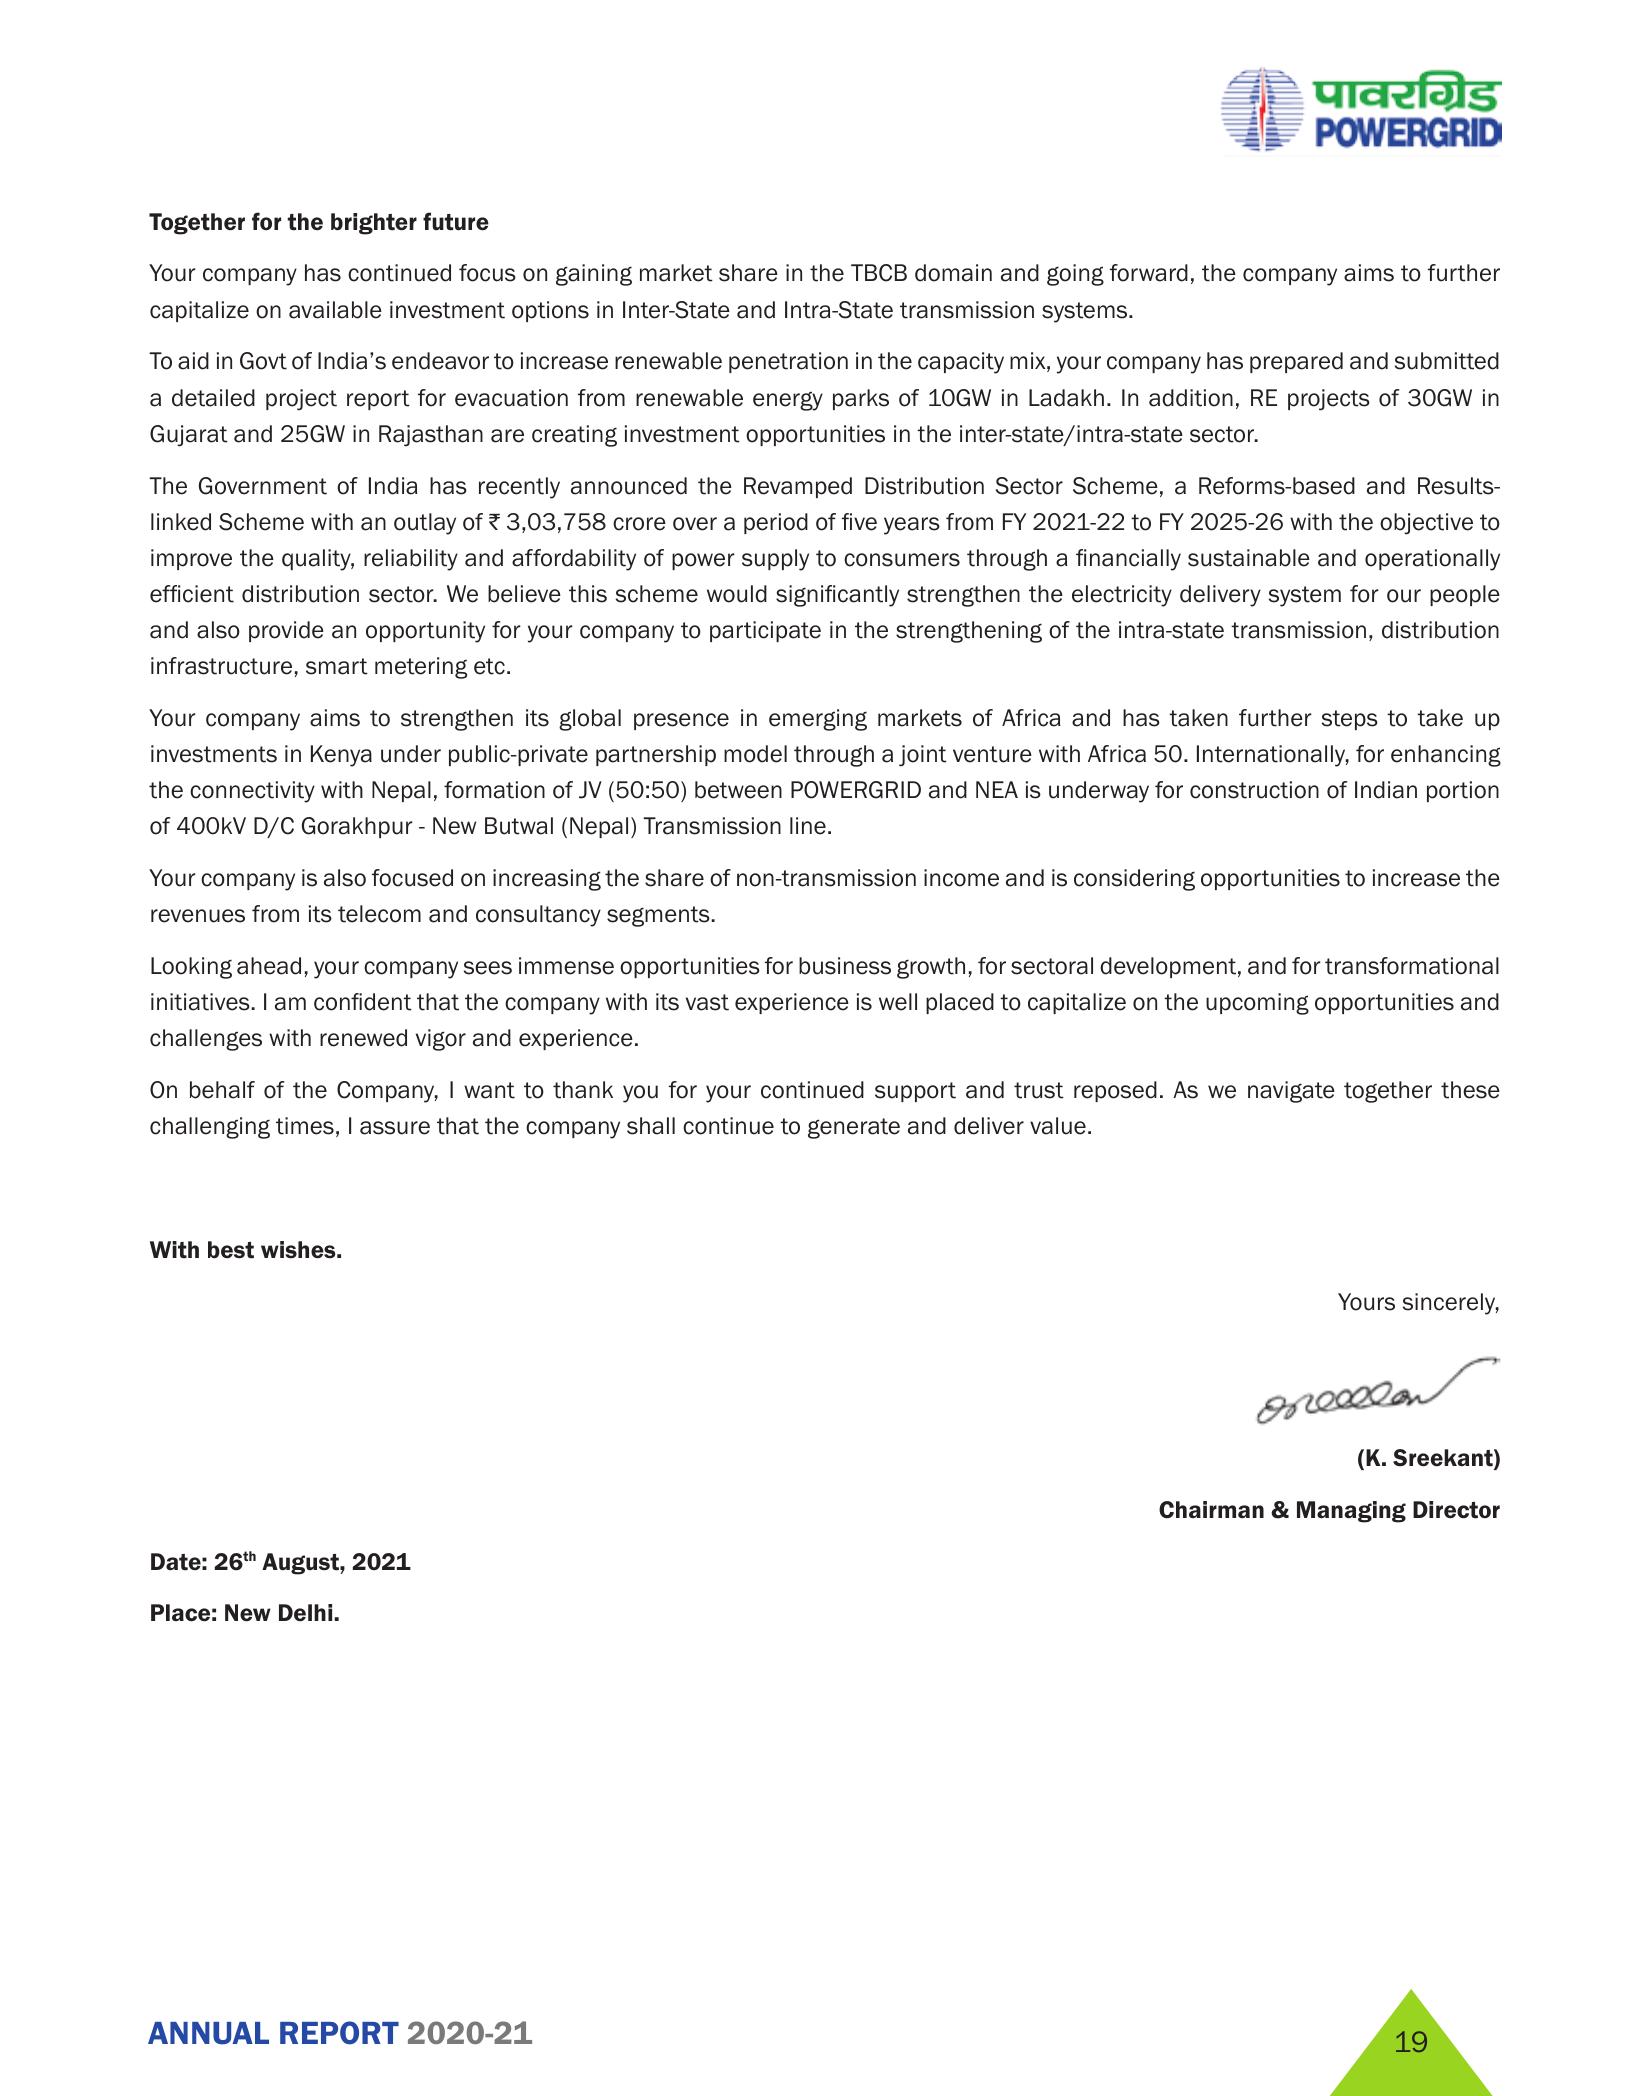 पावरग्रिड
POWERGRID
Together for the brighter future
Your company has continued focus on gaining market share in the TBCB domain and going forward, the company aims to further
capitalize on available investment options in Inter-State and Intra-State transmission systems.
To aid in Govt of India’s endeavor to increase renewable penetration in the capacity mix, your company has prepared and submitted
a detailed project report for evacuation from renewable energy parks of 10GW in Ladakh. In addition, RE projects of 30GW in
Gujarat and 25GW in Rajasthan are creating investment opportunities in the inter-state/intra-state sector.
The Government of India has recently announced the Revamped Distribution Sector Scheme, a Reforms-based and Results-
linked Scheme with an outlay of ₹ 3,03,758 crore over a period of five years from FY 2021-22 to FY 2025-26 with the objective to
improve the quality, reliability and affordability of power supply to consumers through a financially sustainable and operationally
efficient distribution sector. We believe this scheme would significantly strengthen the electricity delivery system for our people
and also provide an opportunity for your company to participate in the strengthening of the intra-state transmission, distribution
infrastructure, smart metering etc.
Your company aims to strengthen its global presence in emerging markets of Africa and has taken further steps to take up
investments in Kenya under public-private partnership model through a joint venture with Africa 50. Internationally, for enhancing
the connectivity with Nepal, formation of JV (50:50) between POWERGRID and NEA is underway for construction of Indian portion
of 400kV D/C Gorakhpur - New Butwal (Nepal) Transmission line.
Your company is also focused on increasing the share of non-transmission income and is considering opportunities to increase the
revenues from its telecom and consultancy segments.
Looking ahead, your company sees immense opportunities for business growth, for sectoral development, and for transformational
initiatives. I am confident that the company with its vast experience is well placed to capitalize on the upcoming opportunities and
challenges with renewed vigor and experience.
On behalf of the Company, I want to thank you for your continued support and trust reposed. As we navigate together these
challenging times, I assure that the company shall continue to generate and deliver value.
With best wishes.
Yours sincerely,
(K. Sreekant)
Chairman & Managing Director
Date: 26th August, 2021
Place: New Delhi.
ANNUAL REPORT 2020-21
19